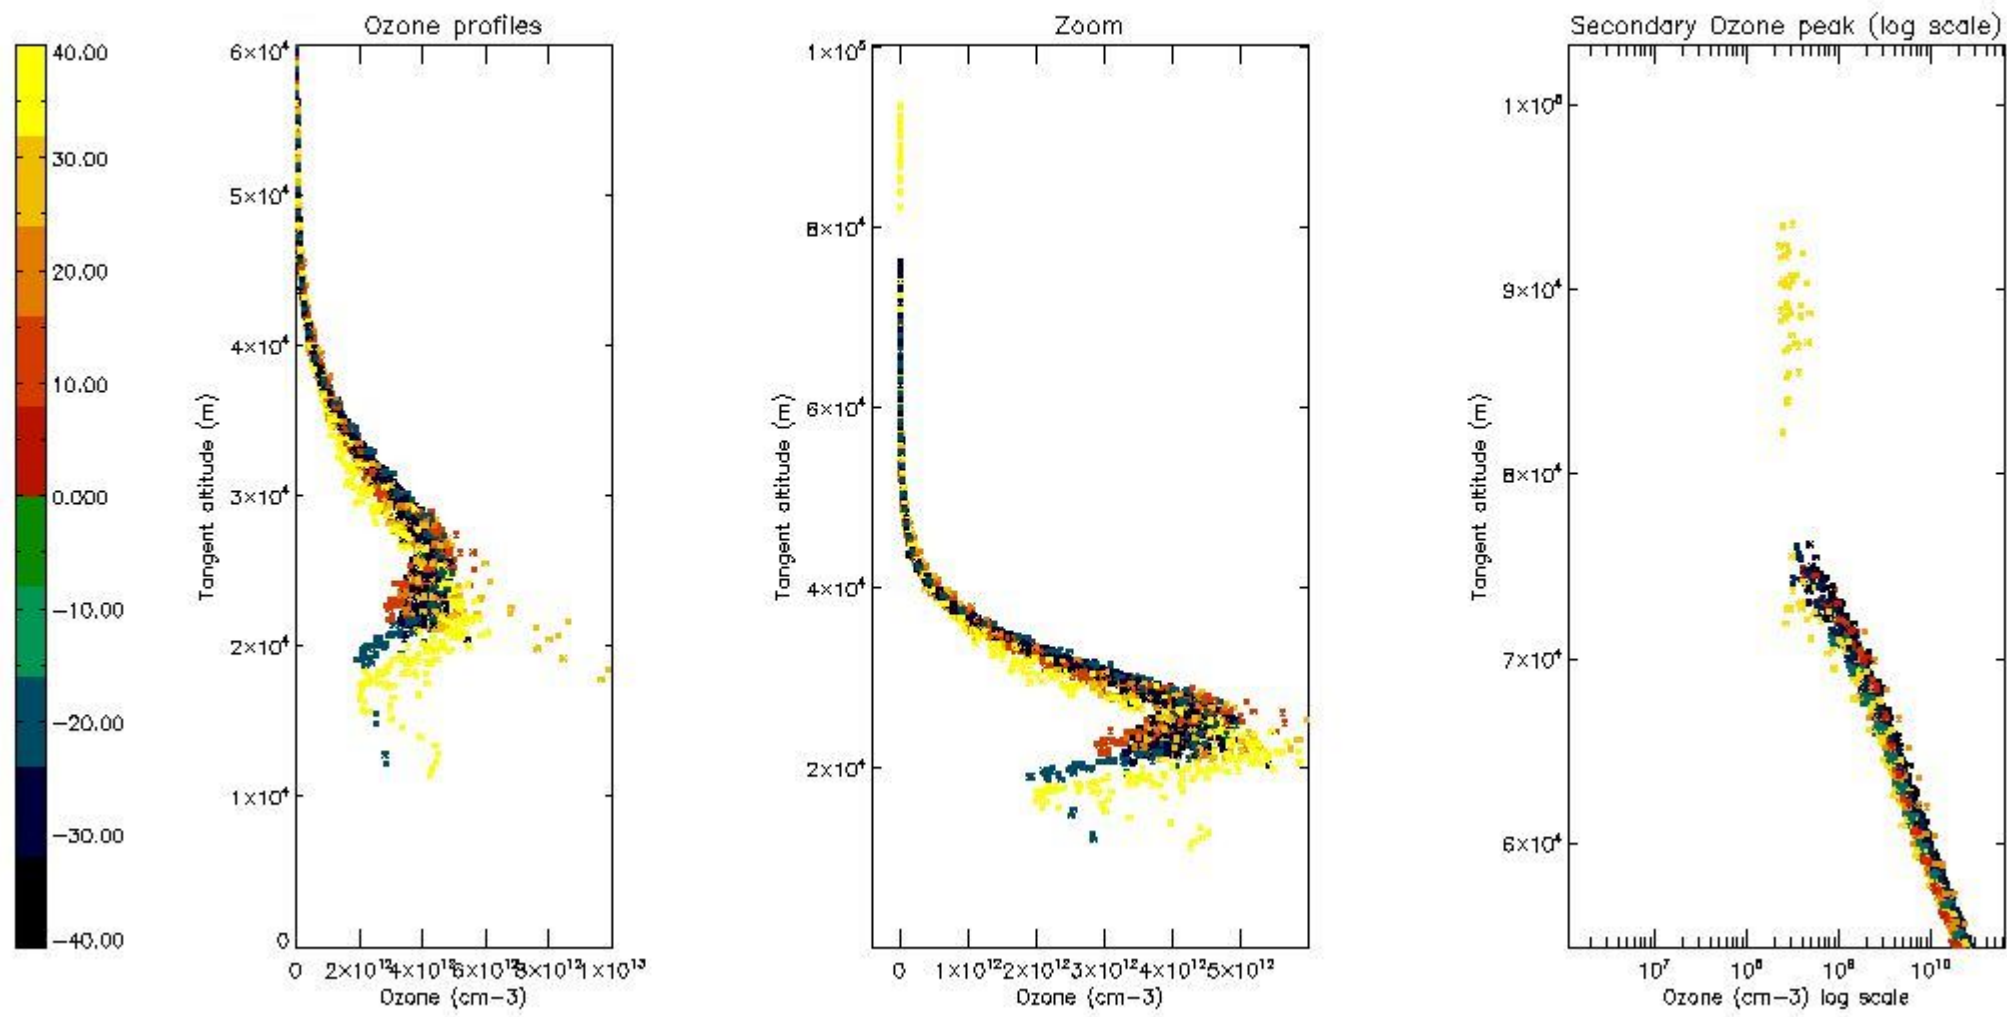 Ozone profiles
Zoom
Secondary Ozone peak (log scale)
40.00
30.00
20.00
10.00
-10.00
-20.00
-30.00
-40.00
Tangent altitude (m)
6×10⁴
5×10⁴
4×10⁴
3×10⁴
2×10⁴
1×10⁴
0
0
Ozone (cm-3)
Tangent altitude (m)
1×10⁵
8×10⁴
6×10⁴
4×10⁴
2×10⁴
0 1×10¹² 2×10¹² 3×10¹² 4×10¹² 5×10¹²
Ozone (cm-3)
Tangent altitude (m)
9×10⁴
8×10⁴
7×10⁴
6×10⁴
10⁷ 10⁸ 10⁹ 10¹⁰
Ozone (cm-3) log scale